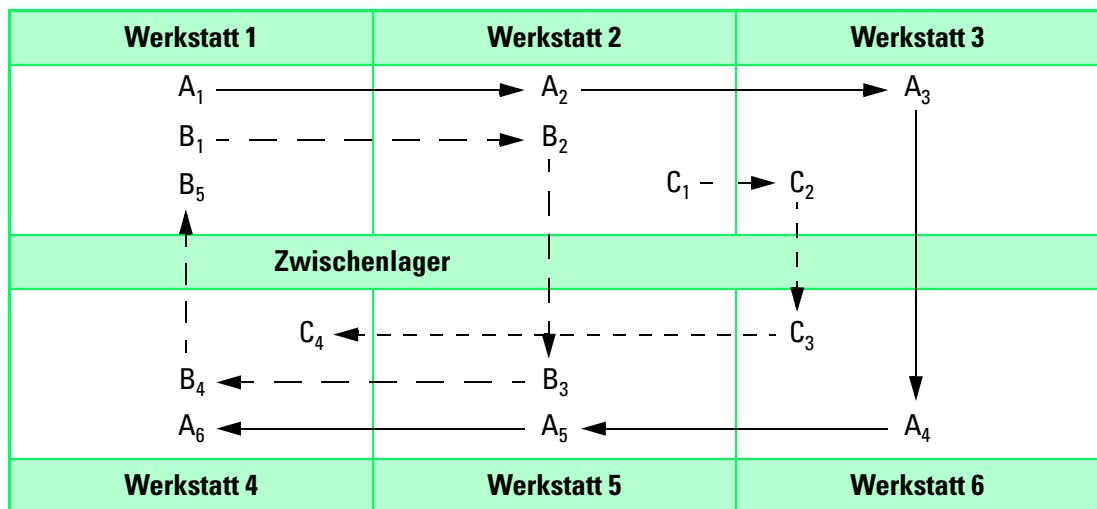 Werkstatt 1 Werkstatt 2 Werkstatt 3
A₁ A₂ A₃
B₁ B₂
B₅ C₁ C₂
Zwischenlager
C₄ C₃
B₄ B₃
A₆ A₅ A₄
Werkstatt 4 Werkstatt 5 Werkstatt 6